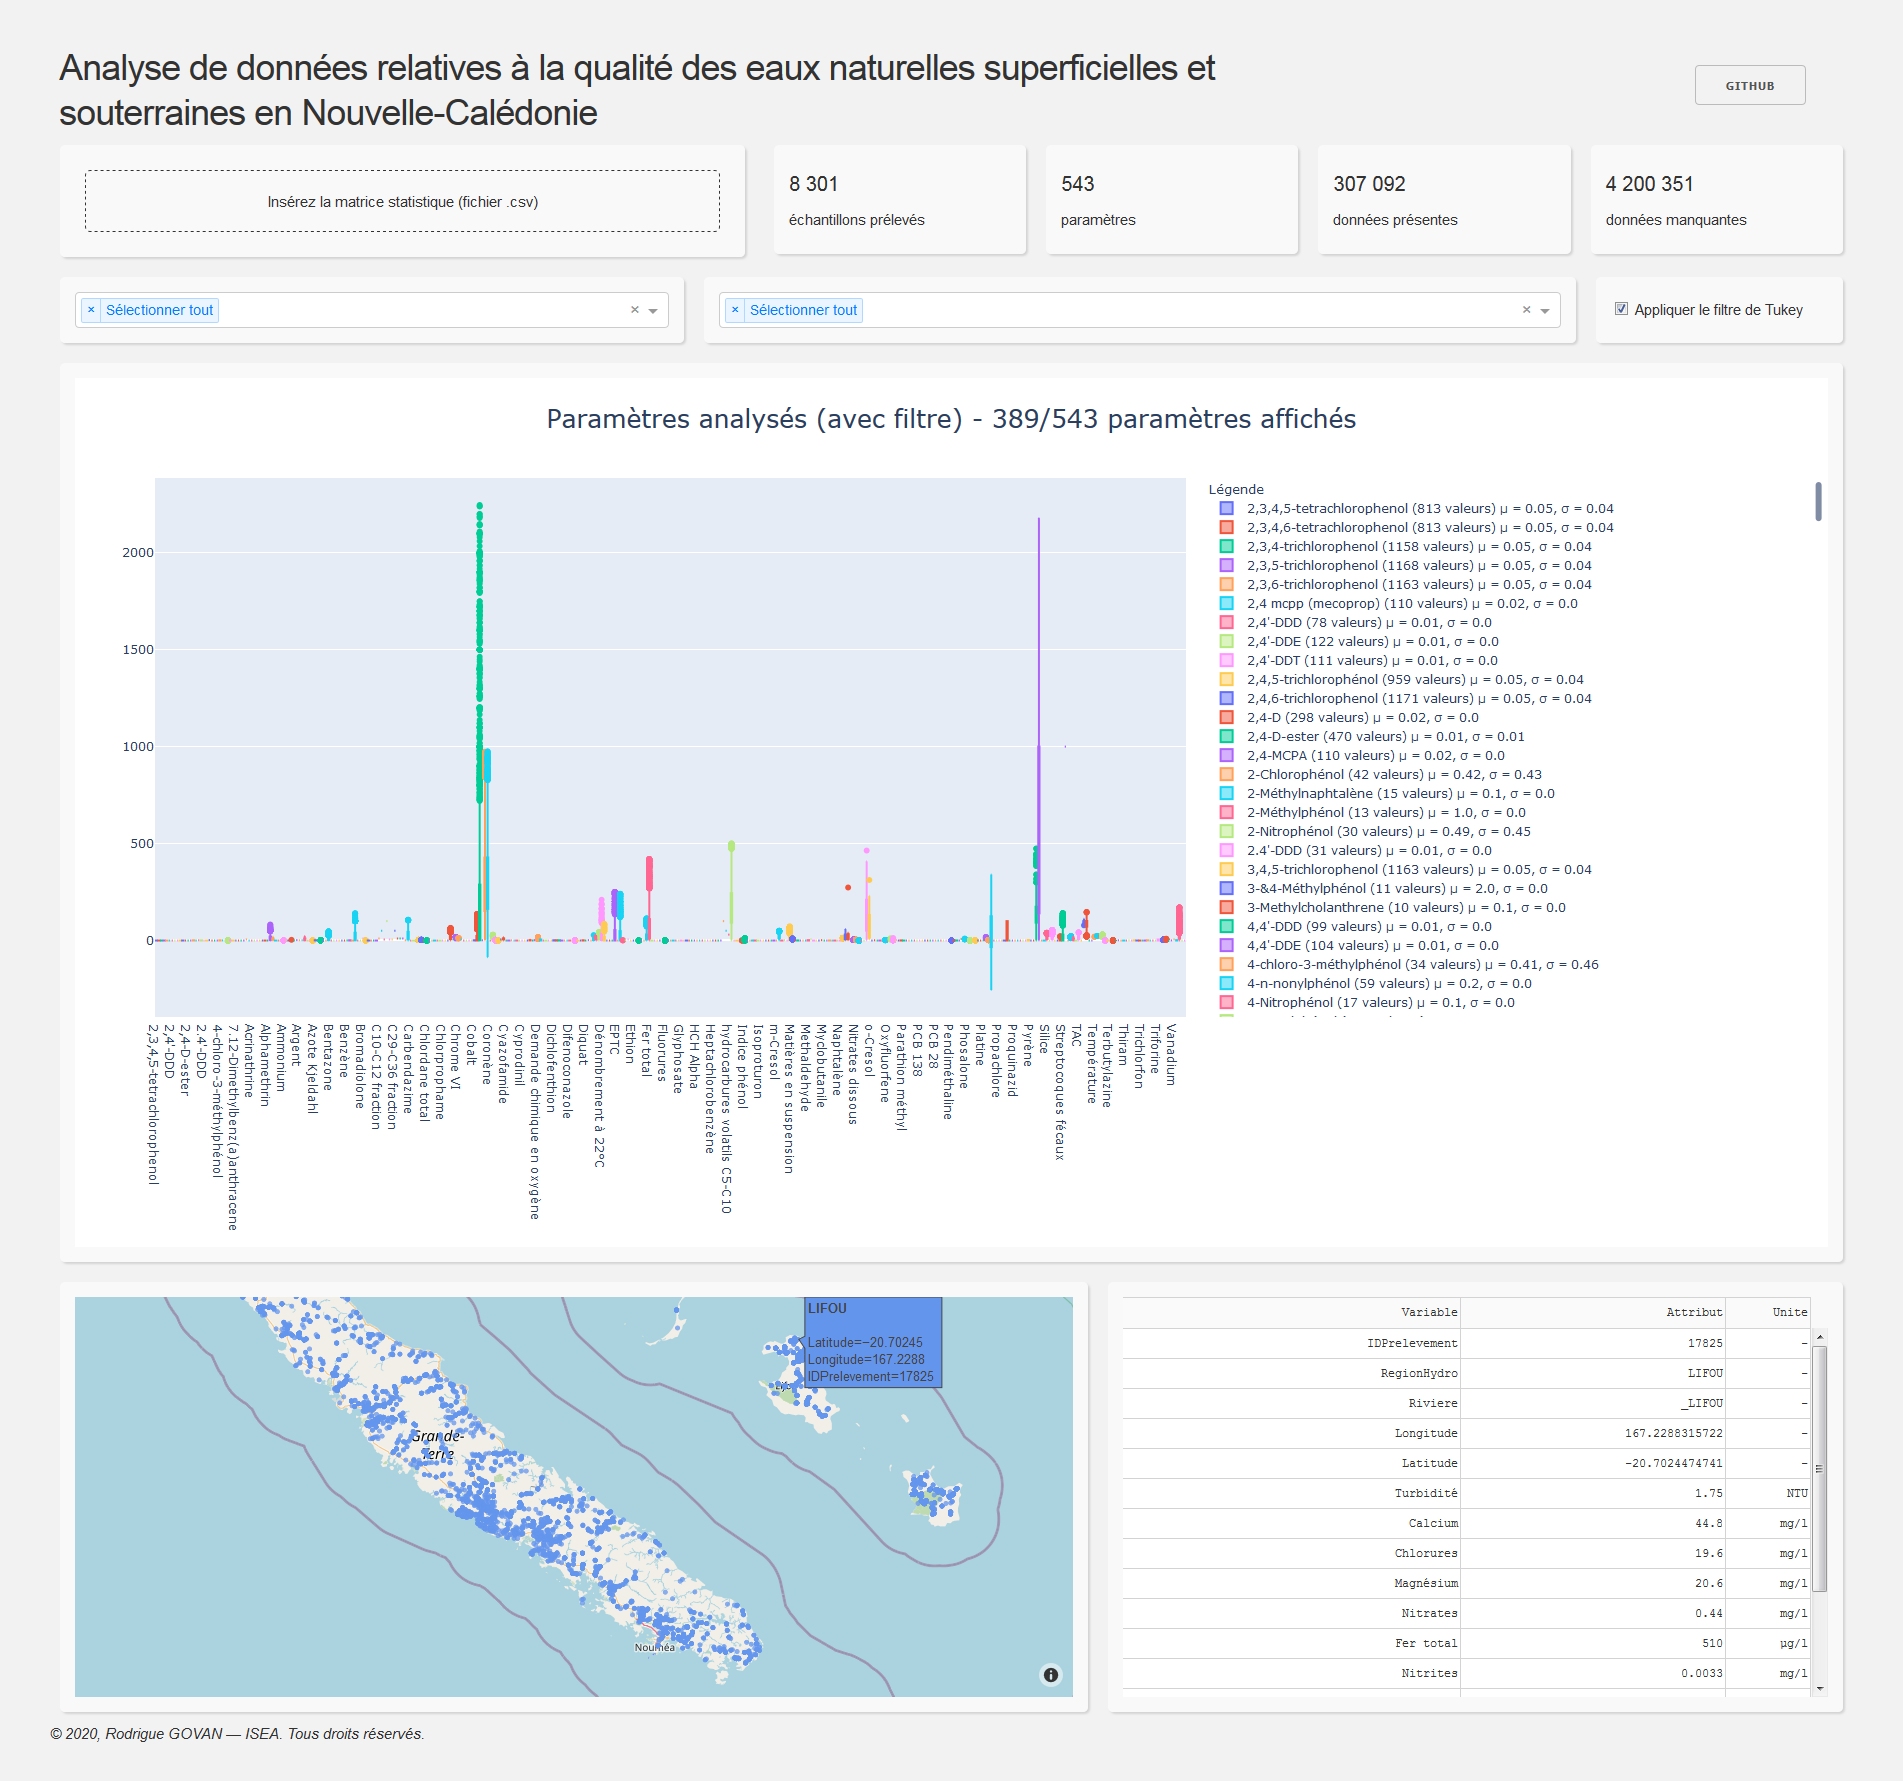 Analyse de données relatives à la qualité des eaux naturelles superficielles et
souterraines en Nouvelle-Calédonie
GITHUB
Insérez la matrice statistique (fichier .csv)
8 301
échantillons prélevés
543
paramètres
307 092
données présentes
4 200 351
données manquantes
× Sélectionner tout
× Sélectionner tout
Appliquer le filtre de Tukey
Paramètres analysés (avec filtre) - 389/543 paramètres affichés
2000
1500
1000
500
0
Légende
2,3,4,5-tetrachlorophenol (813 valeurs) μ = 0.05, σ = 0.04
2,3,4,6-tetrachlorophenol (813 valeurs) μ = 0.05, σ = 0.04
2,3,4-trichlorophenol (1158 valeurs) μ = 0.05, σ = 0.04
2,3,5-trichlorophenol (1168 valeurs) μ = 0.05, σ = 0.04
2,3,6-trichlorophenol (1163 valeurs) μ = 0.05, σ = 0.04
2,4 mcpp (mecoprop) (110 valeurs) μ = 0.02, σ = 0.0
2,4'-DDD (78 valeurs) μ = 0.01, σ = 0.0
2,4'-DDE (122 valeurs) μ = 0.01, σ = 0.0
2,4'-DDT (111 valeurs) μ = 0.01, σ = 0.0
2,4,5-trichlorophénol (959 valeurs) μ = 0.05, σ = 0.04
2,4,6-trichlorophenol (1171 valeurs) μ = 0.05, σ = 0.04
2,4-D (298 valeurs) μ = 0.02, σ = 0.0
2,4-D-ester (470 valeurs) μ = 0.01, σ = 0.01
2,4-MCPA (110 valeurs) μ = 0.02, σ = 0.0
2-Chlorophénol (42 valeurs) μ = 0.42, σ = 0.43
2-Méthylnaphtalène (15 valeurs) μ = 0.1, σ = 0.0
2-Méthylphénol (13 valeurs) μ = 1.0, σ = 0.0
2-Nitrophénol (30 valeurs) μ = 0.49, σ = 0.45
2.4'-DDD (31 valeurs) μ = 0.01, σ = 0.0
3,4,5-trichlorophenol (1163 valeurs) μ = 0.05, σ = 0.04
3-&4-Méthylphénol (11 valeurs) μ = 2.0, σ = 0.0
3-Methylcholanthrene (10 valeurs) μ = 0.1, σ = 0.0
4,4'-DDD (99 valeurs) μ = 0.01, σ = 0.0
4,4'-DDE (104 valeurs) μ = 0.01, σ = 0.0
4-chloro-3-méthylphénol (34 valeurs) μ = 0.41, σ = 0.46
4-n-nonylphénol (59 valeurs) μ = 0.2, σ = 0.0
4-Nitrophénol (17 valeurs) μ = 0.1, σ = 0.0
2,3,4,5-tetrachlorophenol
2,4'-DDD
2,4-D-ester
2.4'-DDD
4-chloro-3-méthylphénol
7.12-Dimethylbenz(a)anthracene
Acrinathrine
Alphamethrin
Ammonium
Argent
Azote Kjeldahl
Bentazone
Benzène
Bromadiolone
C10-C12 fraction
C29-C36 fraction
Carbendazime
Chlordane total
Chlorprophame
Chrome VI
Cobalt
Coronène
Cyazofamide
Cyprodinil
Demande chimique en oxygène
Dichlofenthion
Difenoconazole
Diquat
Dénombrement à 22°C
EPTC
Ethion
Fer total
Fluorures
Glyphosate
HCH Alpha
Heptachlorobenzène
hydrocarbures volatils C5-C10
Indice phénol
Isoproturon
m-Cresol
Matières en suspension
Methaldehyde
Myclobutanile
Naphtalène
Nitrates dissous
o-Cresol
Oxyfluorfene
Parathion méthyl
PCB 138
PCB 28
Pendiméthaline
Phosalone
Platine
Propachlore
Proquinazid
Pyrène
Silice
Streptocoques fécaux
TAC
Température
Terbutylazine
Thiram
Trichlorfon
Triforine
Vanadium
LIFOU
Latitude=−20.70245
Longitude=167.2288
IDPrelevement=17825
Grande-
Terre
Nouméa
Variable Attribut Unite
IDPrelevement 17825 -
RegionHydro LIFOU -
Riviere _LIFOU -
Longitude 167.2288315722 -
Latitude -20.7024474741 -
Turbidité 1.75 NTU
Calcium 44.8 mg/l
Chlorures 19.6 mg/l
Magnésium 20.6 mg/l
Nitrates 0.44 mg/l
Fer total 510 µg/l
Nitrites 0.0033 mg/l
© 2020, Rodrigue GOVAN — ISEA. Tous droits réservés.